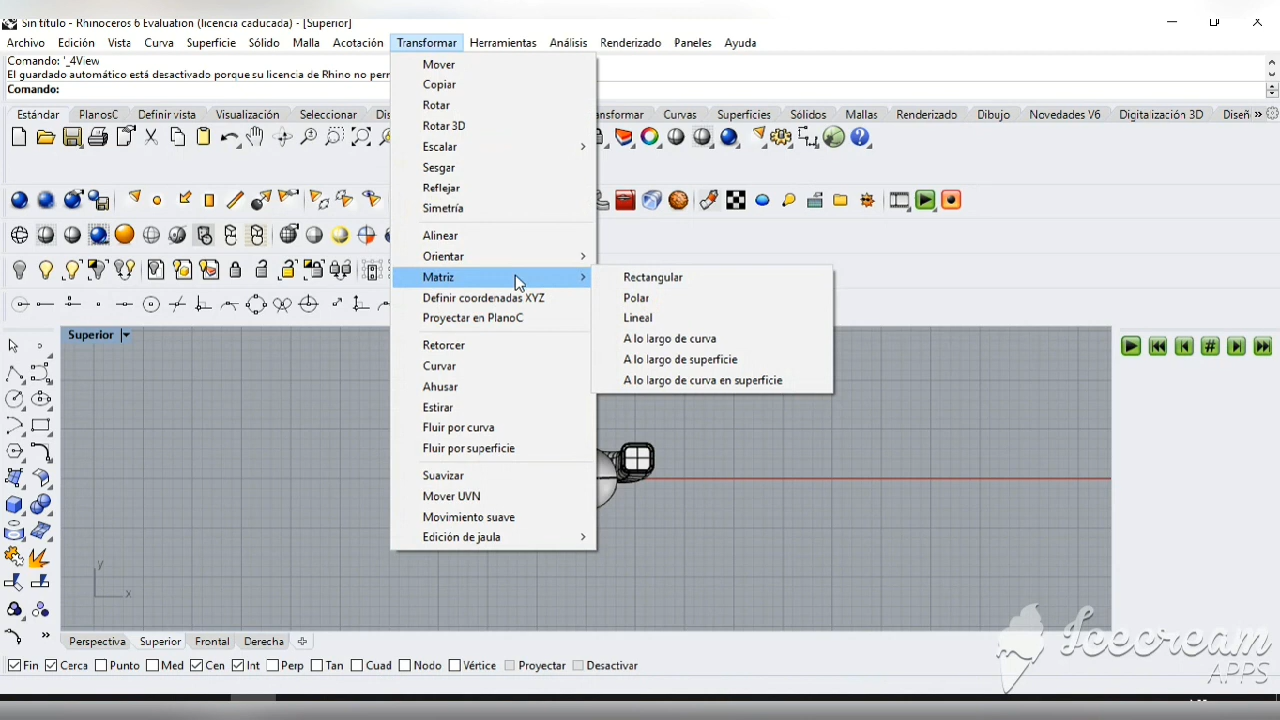 Sin título - Rhinoceros 6 Evaluation (licencia caducada) - [Superior]
Archivo Edición Vista Curva Superficie Sólido Malla Acotación Transformar Herramientas Análisis Renderizado Paneles Ayuda
Comando: '_4View
El guardado automático está desactivado porque su licencia de Rhino no perm
Comando:
Estándar PlanosC Definir vista Visualización Seleccionar Dis ansformar Curvas Superficies Sólidos Mallas Renderizado Dibujo Novedades V6 Digitalización 3D Diseñ
Mover
Copiar
Rotar
Rotar 3D
Escalar
Sesgar
Reflejar
Simetría
Alinear
Orientar
Matriz
Definir coordenadas XYZ
Proyectar en PlanoC
Retorcer
Curvar
Ahusar
Estirar
Fluir por curva
Fluir por superficie
Suavizar
Mover UVN
Movimiento suave
Edición de jaula
Rectangular
Polar
Lineal
A lo largo de curva
A lo largo de superficie
A lo largo de curva en superficie
Superior
y
x
Perspectiva Superior Frontal Derecha
Fin Cerca Punto Med Cen Int Perp Tan Cuad Nodo Vértice Proyectar Desactivar
Icecream
APPS